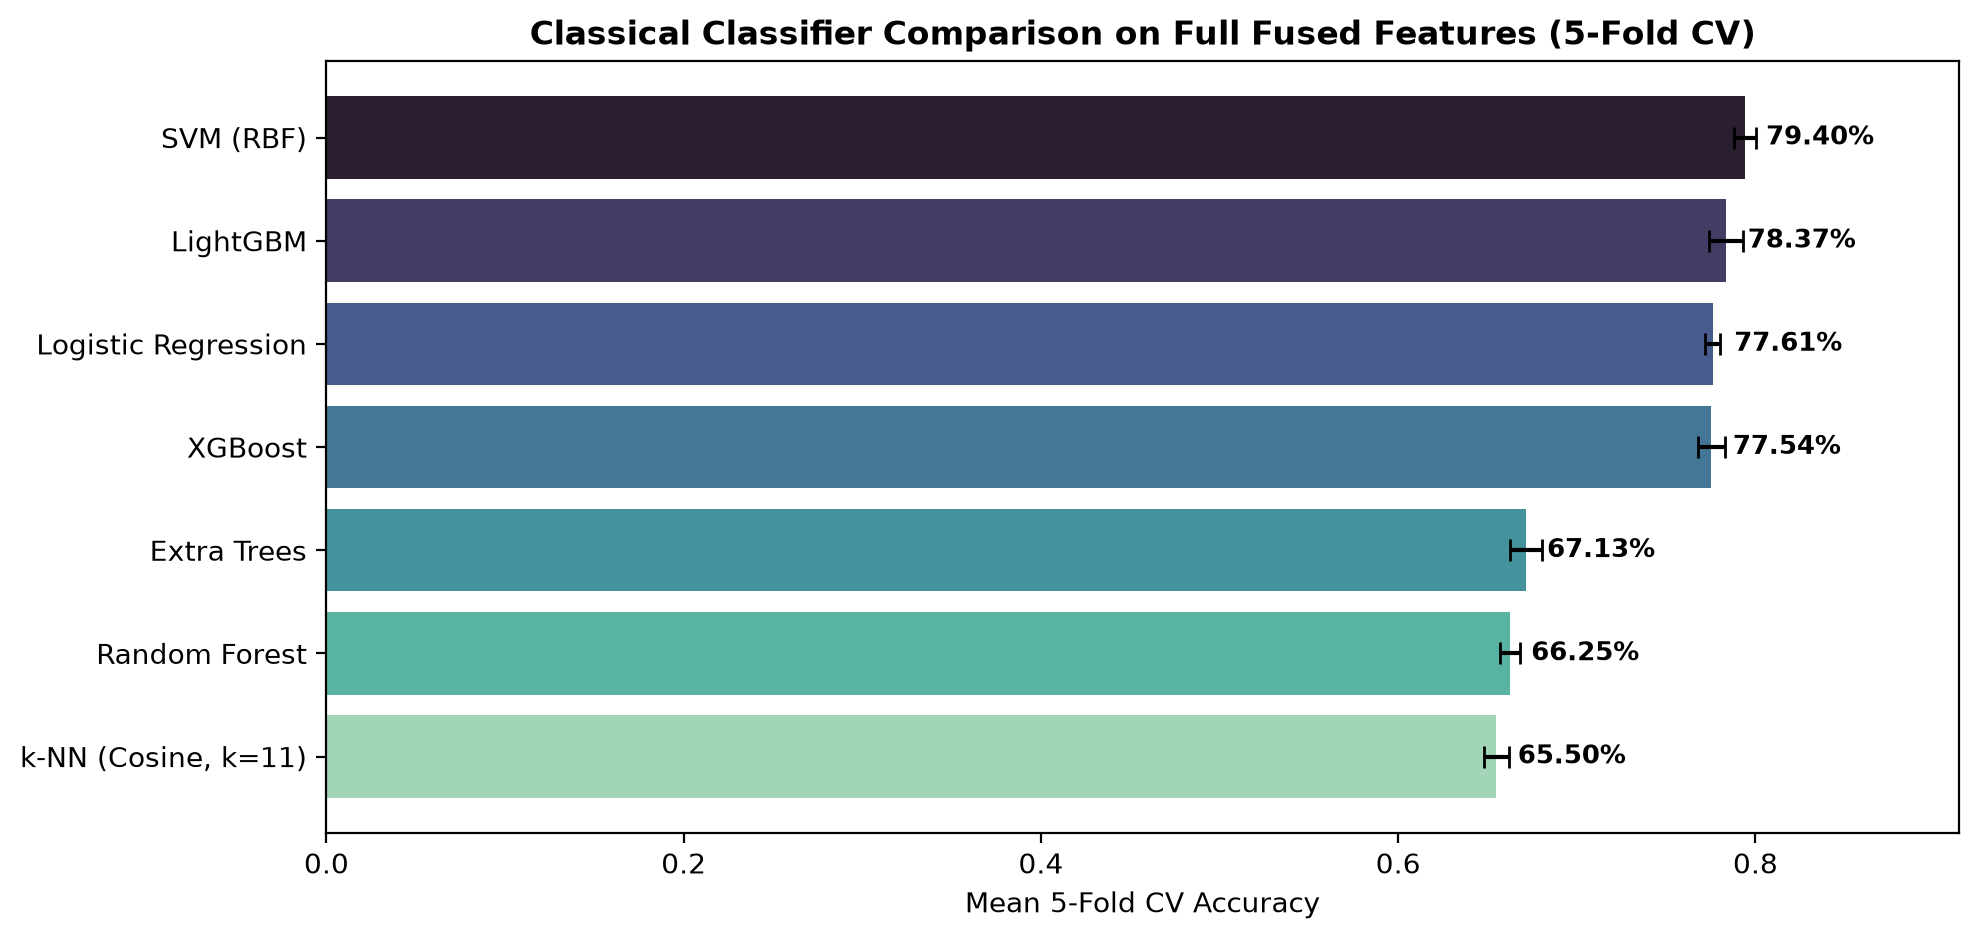 Classical Classifier Comparison on Full Fused Features (5-Fold CV)
SVM (RBF) 79.40%
LightGBM 78.37%
Logistic Regression 77.61%
XGBoost 77.54%
Extra Trees 67.13%
Random Forest 66.25%
k-NN (Cosine, k=11) 65.50%
0.0 0.2 0.4 0.6 0.8
Mean 5-Fold CV Accuracy